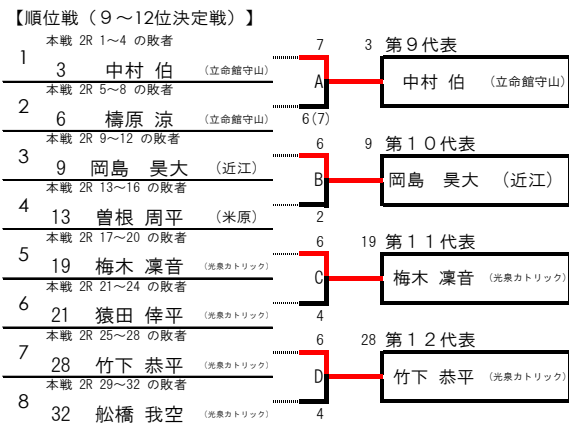 【順位戦（９～12位決定戦）】
本戦 2R 1～4 の敗者
1 3 中村 伯 （立命館守山）
7 3 第９代表
A 中村 伯 （立命館守山）
本戦 2R 5～8 の敗者
2 6 檮原 涼 （立命館守山）
6(7)
本戦 2R 9～12 の敗者
3 9 岡島 昊大 （近江）
6 9 第１０代表
B 岡島 昊大 （近江）
本戦 2R 13～16 の敗者
4 13 曽根 周平 （米原）
2
本戦 2R 17～20 の敗者
5 19 梅木 凜音 （光泉カトリック）
6 19 第１１代表
C 梅木 凜音 （光泉カトリック）
本戦 2R 21～24 の敗者
6 21 猿田 倖平 （光泉カトリック）
4
本戦 2R 25～28 の敗者
7 28 竹下 恭平 （光泉カトリック）
6 28 第１２代表
D 竹下 恭平 （光泉カトリック）
本戦 2R 29～32 の敗者
8 32 舩橋 我空 （光泉カトリック）
4